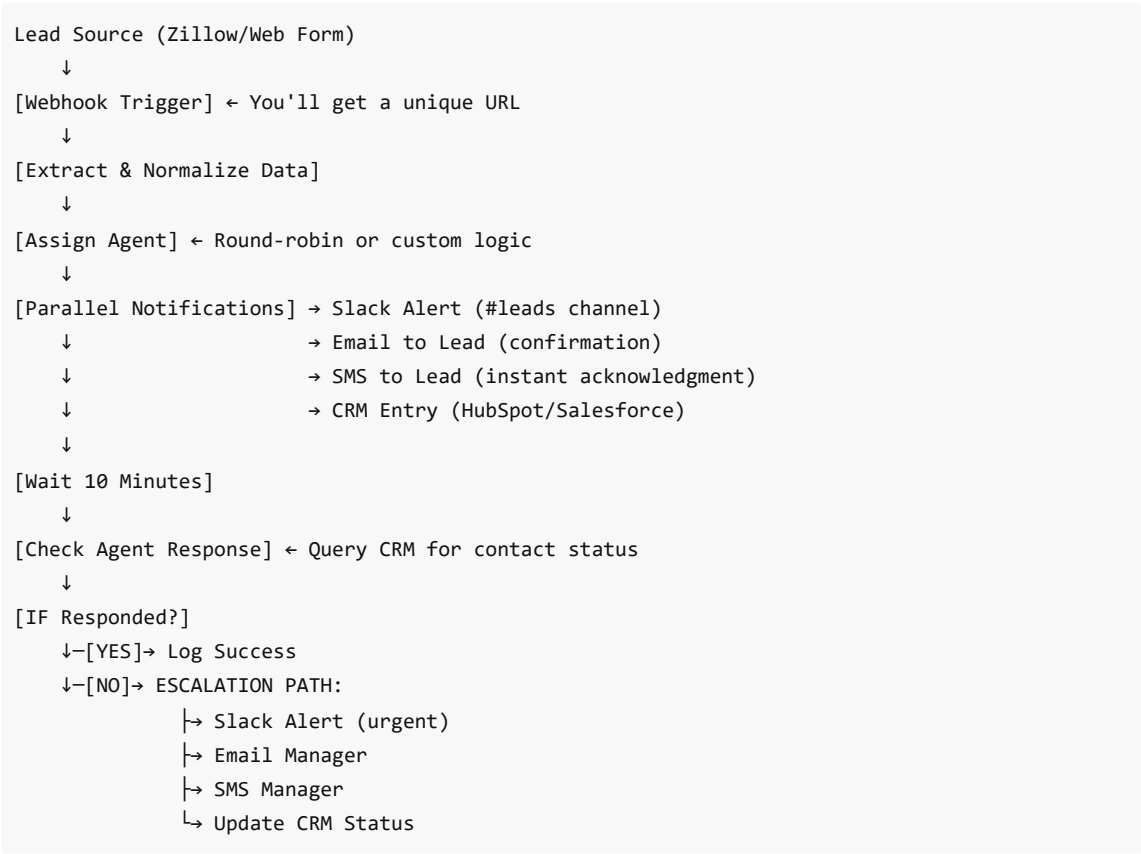 Lead Source (Zillow/Web Form)
    ↓
[Webhook Trigger] ← You'll get a unique URL
    ↓
[Extract & Normalize Data]
    ↓
[Assign Agent] ← Round-robin or custom logic
    ↓
[Parallel Notifications] → Slack Alert (#leads channel)
    ↓                    → Email to Lead (confirmation)
    ↓                    → SMS to Lead (instant acknowledgment)
    ↓                    → CRM Entry (HubSpot/Salesforce)
    ↓
[Wait 10 Minutes]
    ↓
[Check Agent Response] ← Query CRM for contact status
    ↓
[IF Responded?]
    ↓─[YES]→ Log Success
    ↓─[NO]→ ESCALATION PATH:
             ├→ Slack Alert (urgent)
             ├→ Email Manager
             ├→ SMS Manager
             └→ Update CRM Status